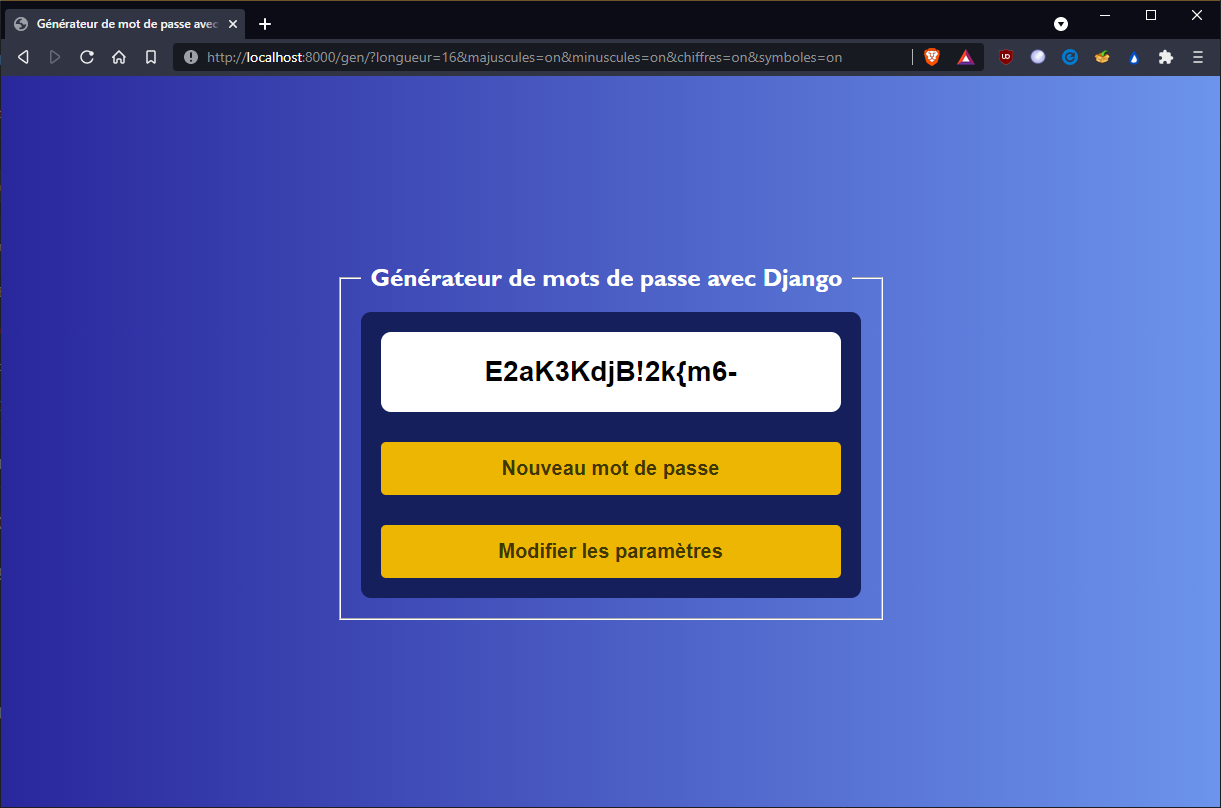 Générateur de mot de passe avec
http://localhost:8000/gen/?longueur=16&majuscules=on&minuscules=on&chiffres=on&symboles=on
Générateur de mots de passe avec Django
E2aK3KdjB!2k{m6-
Nouveau mot de passe
Modifier les paramètres